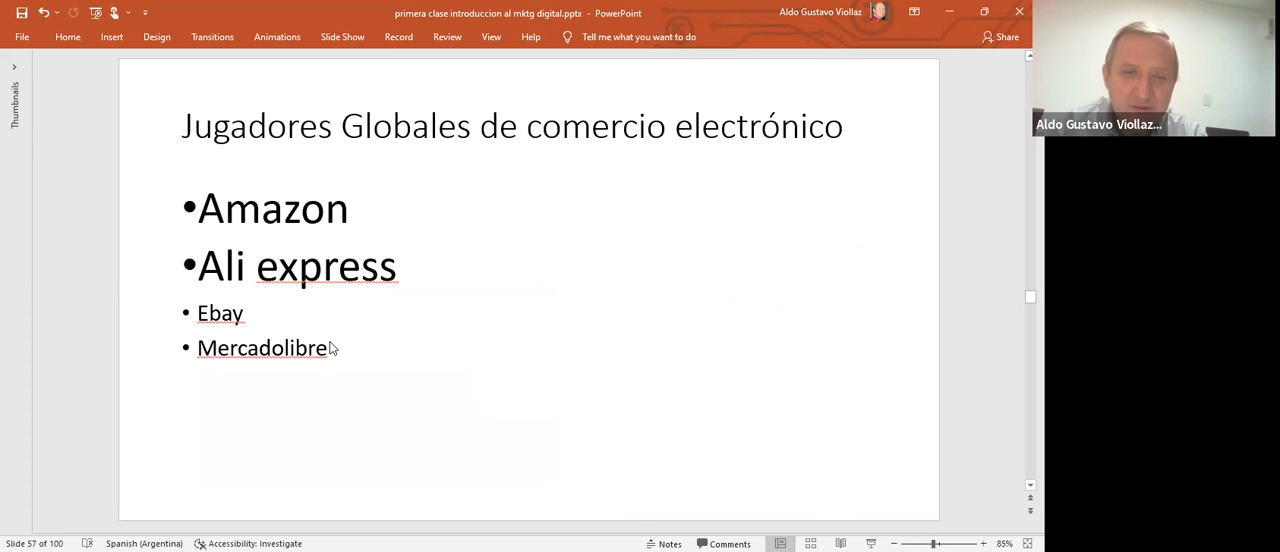 primera clase introduccion al mktg digital.pptx - PowerPoint
Aldo Gustavo Viollaz
File Home Insert Design Transitions Animations Slide Show Record Review View Help Tell me what you want to do Share
Thumbnails
Aldo Gustavo Viollaz...
Jugadores Globales de comercio electrónico
•Amazon
•Ali express
• Ebay
• Mercadolibre
Slide 57 of 100 Spanish (Argentina) Accessibility: Investigate Notes Comments 85%